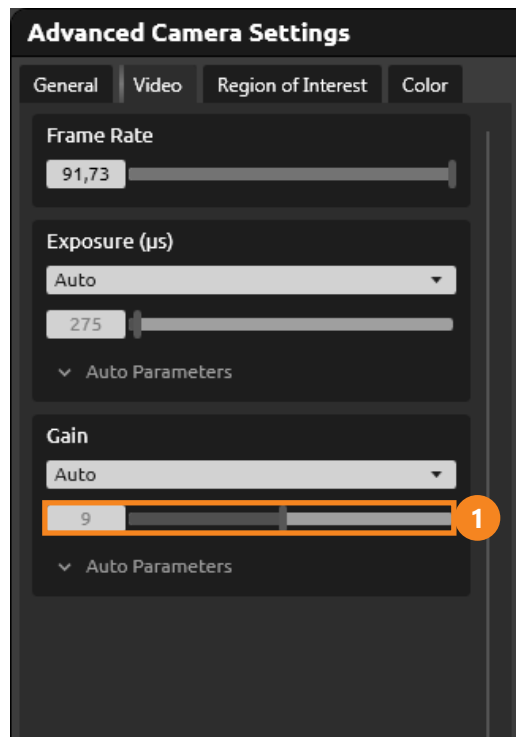 Advanced Camera Settings
General Video Region of Interest Color
Frame Rate
91,73
Exposure (µs)
Auto
275
Auto Parameters
Gain
Auto
9
1
Auto Parameters